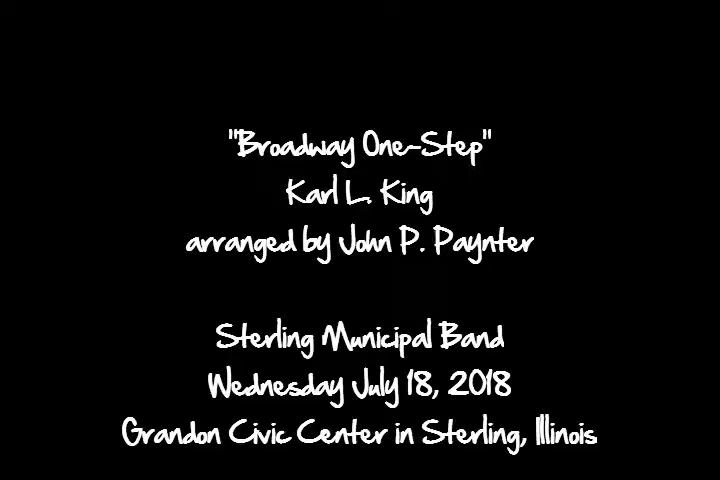 "Broadway One-Step"
Karl L. King
arranged by John P. Paynter
Sterling Municipal Band
Wednesday July 18, 2018
Grandon Civic Center in Sterling, Illinois